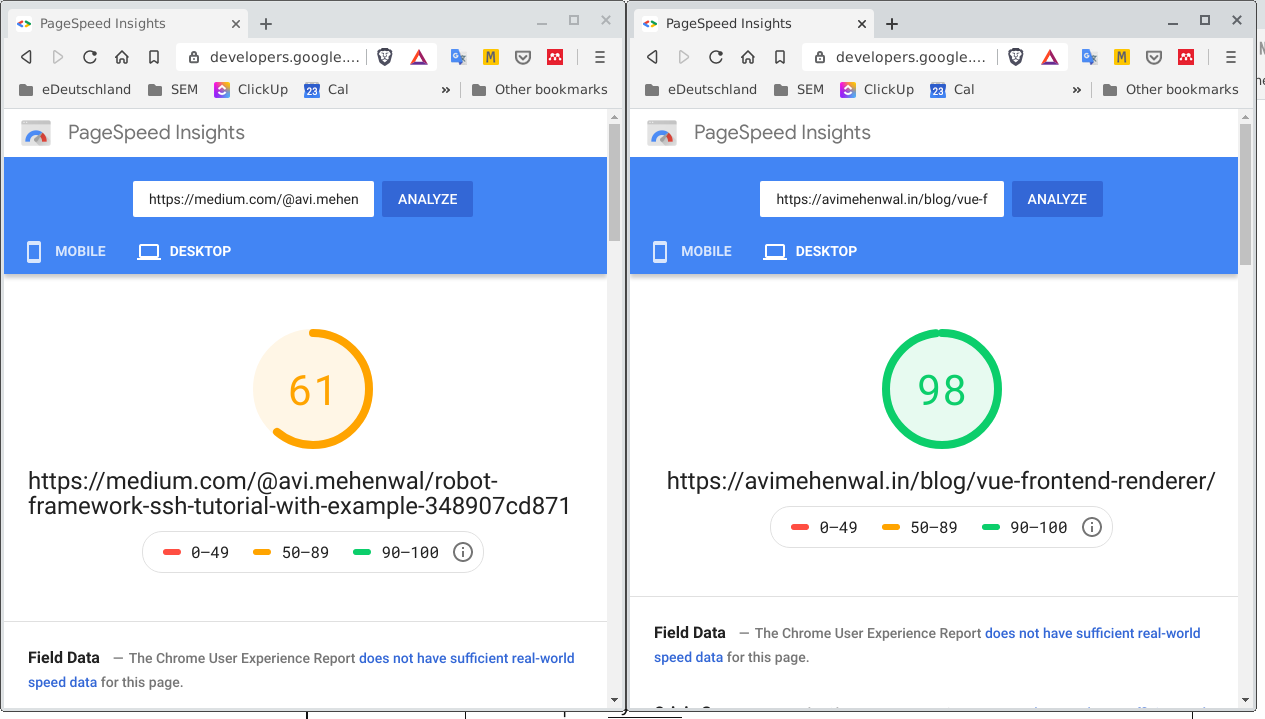 PageSpeed Insights
developers.google....
M
eDeutschland SEM ClickUp 23 Cal » Other bookmarks
PageSpeed Insights
https://medium.com/@avi.mehen ANALYZE
MOBILE DESKTOP
61
https://medium.com/@avi.mehenwal/robot-
framework-ssh-tutorial-with-example-348907cd871
0–49 50–89 90–100
Field Data — The Chrome User Experience Report does not have sufficient real-world
speed data for this page.
PageSpeed Insights
developers.google....
M
eDeutschland SEM ClickUp 23 Cal » Other bookmarks
PageSpeed Insights
https://avimehenwal.in/blog/vue-f ANALYZE
MOBILE DESKTOP
98
https://avimehenwal.in/blog/vue-frontend-renderer/
0–49 50–89 90–100
Field Data — The Chrome User Experience Report does not have sufficient real-world
speed data for this page.